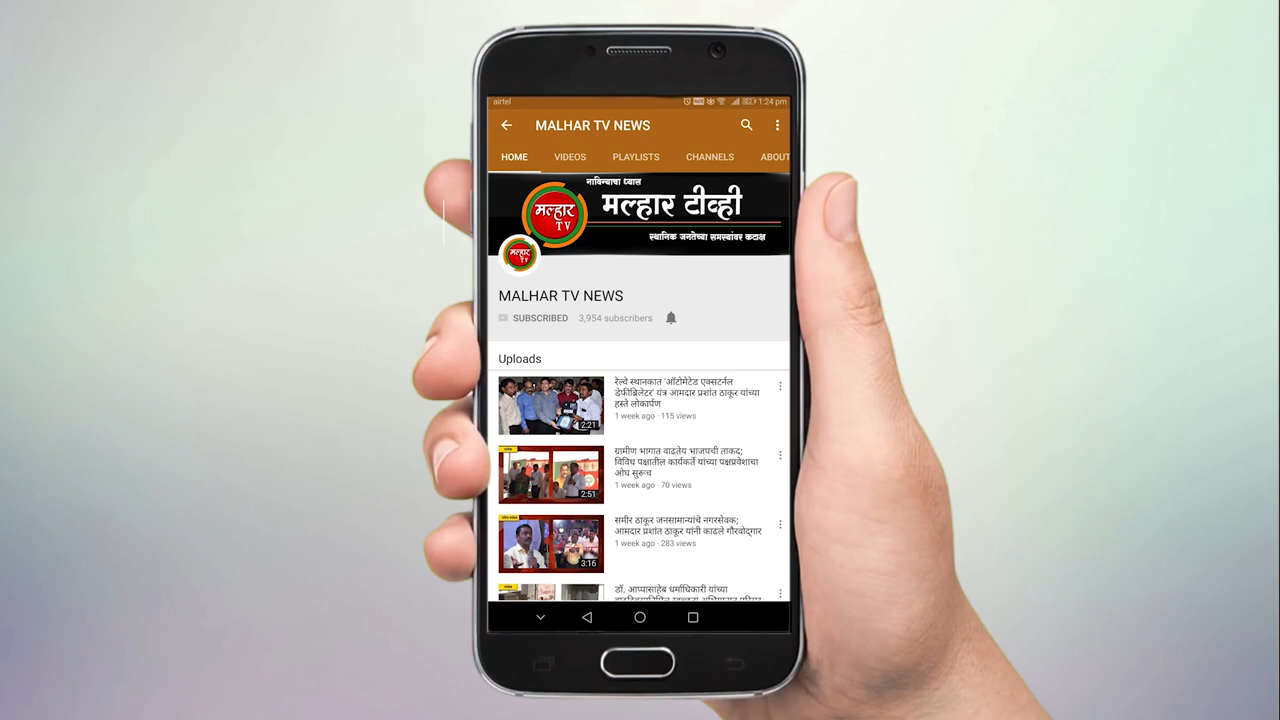 airtel 1:24 pm
MALHAR TV NEWS
HOME VIDEOS PLAYLISTS CHANNELS ABOUT
नाविन्याचा ध्यास
मल्हार टीव्ही
मल्हार
TV
स्थानिक जनतेच्या समस्यांवर कटाक्ष
मल्हार
TV
MALHAR TV NEWS
SUBSCRIBED 3,954 subscribers
Uploads
रेल्वे स्थानकात 'ऑटोमेटेड एक्सटर्नल
डेफीब्रिलेटर' यंत्र आमदार प्रशांत ठाकूर यांच्या
हस्ते लोकार्पण
1 week ago · 115 views
2:21
ग्रामीण भागात वाढतेय भाजपची ताकद;
विविध पक्षातील कार्यकर्ते यांच्या पक्षप्रवेशाचा
ओघ सुरूच
1 week ago · 70 views
2:51
समीर ठाकूर जनसामान्यांचे नगरसेवक;
आमदार प्रशांत ठाकूर यांनी काढले गौरवोद्गार
1 week ago · 283 views
3:16
डॉ. आप्पासाहेब धर्माधिकारी यांच्या